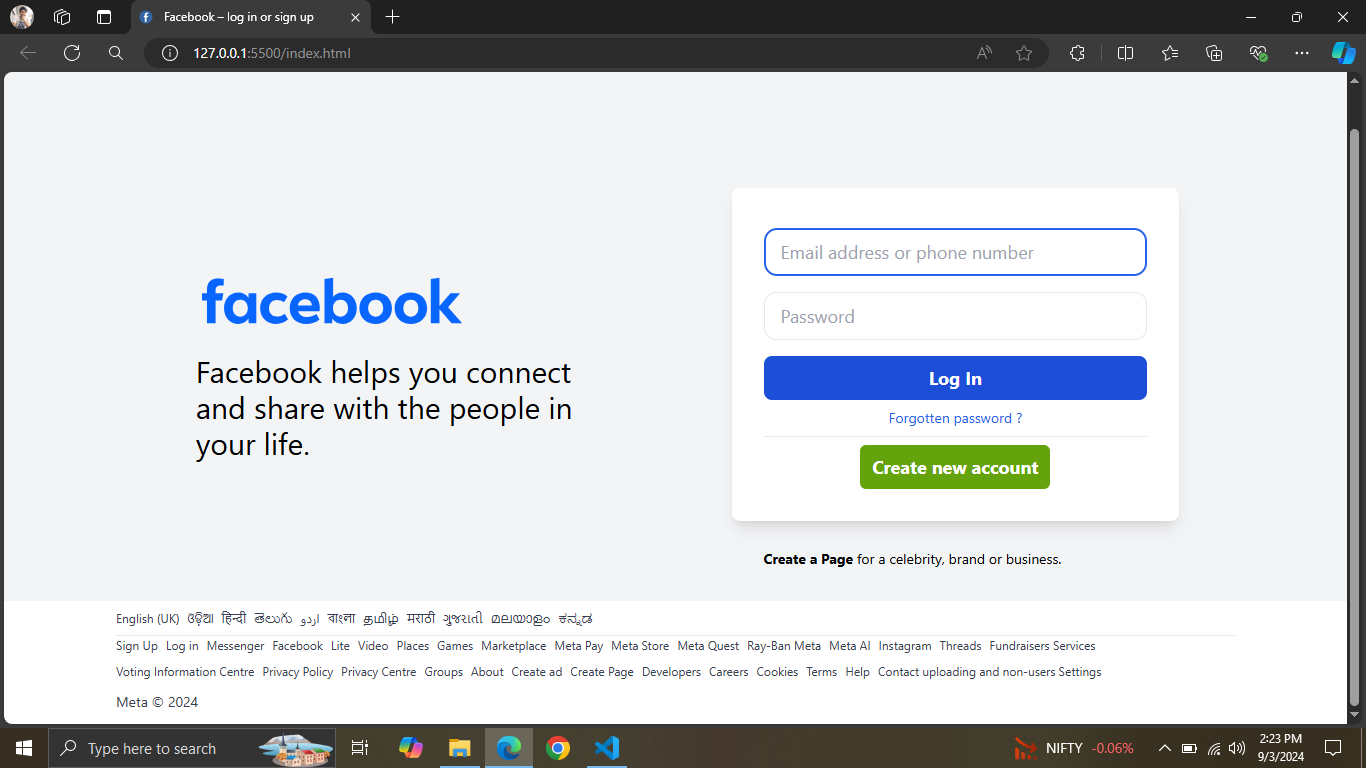 Facebook – log in or sign up
127.0.0.1:5500/index.html
facebook
Facebook helps you connect
and share with the people in
your life.
Email address or phone number
Password
Log In
Forgotten password ?
Create new account
Create a Page for a celebrity, brand or business.
English (UK) ଓଡ଼ିଆ हिन्दी తెలుగు اردو বাংলা தமிழ் मराठी ગુજરાતી മലയാളം ಕನ್ನಡ
Sign Up Log in Messenger Facebook Lite Video Places Games Marketplace Meta Pay Meta Store Meta Quest Ray-Ban Meta Meta AI Instagram Threads Fundraisers Services
Voting Information Centre Privacy Policy Privacy Centre Groups About Create ad Create Page Developers Careers Cookies Terms Help Contact uploading and non-users Settings
Meta © 2024
Type here to search
NIFTY -0.06%
2:23 PM
9/3/2024